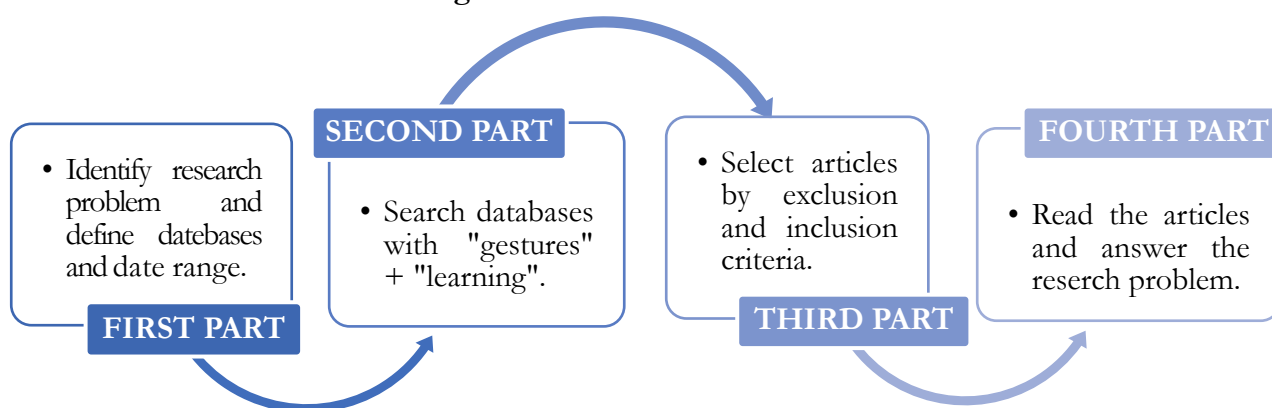 • Identify research
problem and
define datebases
and date range.
FIRST PART
SECOND PART
• Search databases
with "gestures"
+ "learning".
• Select articles
by exclusion
and inclusion
criteria.
THIRD PART
FOURTH PART
• Read the articles
and answer the
reserch problem.